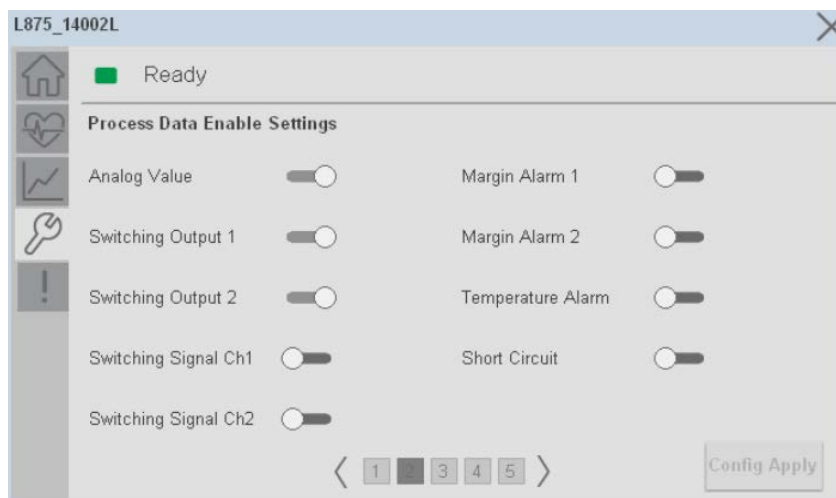 L875_14002L
Ready
Process Data Enable Settings
Analog Value
Margin Alarm 1
Switching Output 1
Margin Alarm 2
Switching Output 2
Temperature Alarm
Switching Signal Ch1
Short Circuit
Switching Signal Ch2
1 2 3 4 5
Config Apply